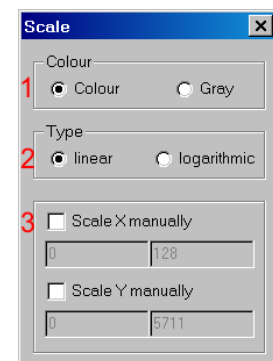 Scale
Colour
1 Colour Gray
Type
2 linear logarithmic
3 Scale X manually
0 128
Scale Y manually
0 5711